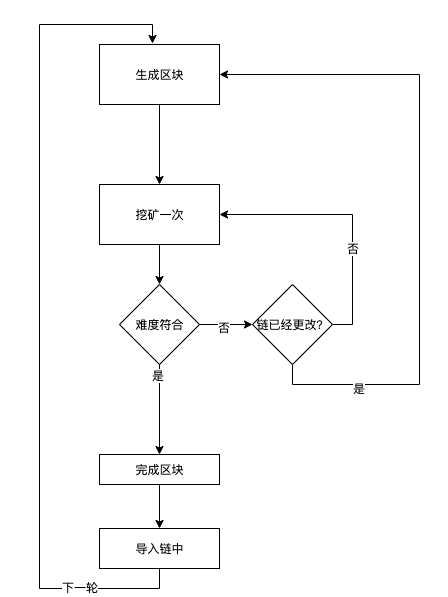 生成区块
挖矿一次
否
难度符合
否
链已经更改?
是
是
完成区块
导入链中
下一轮